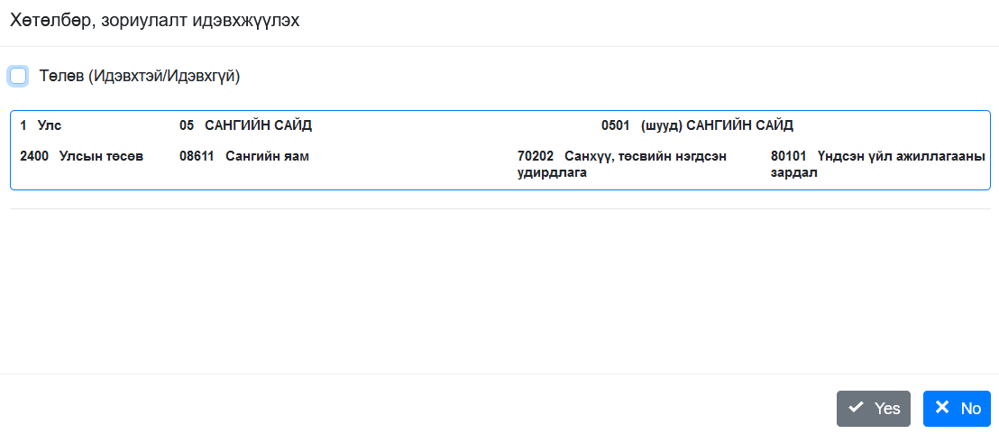 Хөтөлбөр, зориулалт идэвхжүүлэх
Төлөв (Идэвхтэй/Идэвхгүй)
1 Улс 05 САНГИЙН САЙД 0501 (шууд) САНГИЙН САЙД
2400 Улсын төсөв 08611 Сангийн яам 70202 Санхүү, төсвийн нэгдсэн удирдлага 80101 Үндсэн үйл ажиллагааны зардал
Yes No